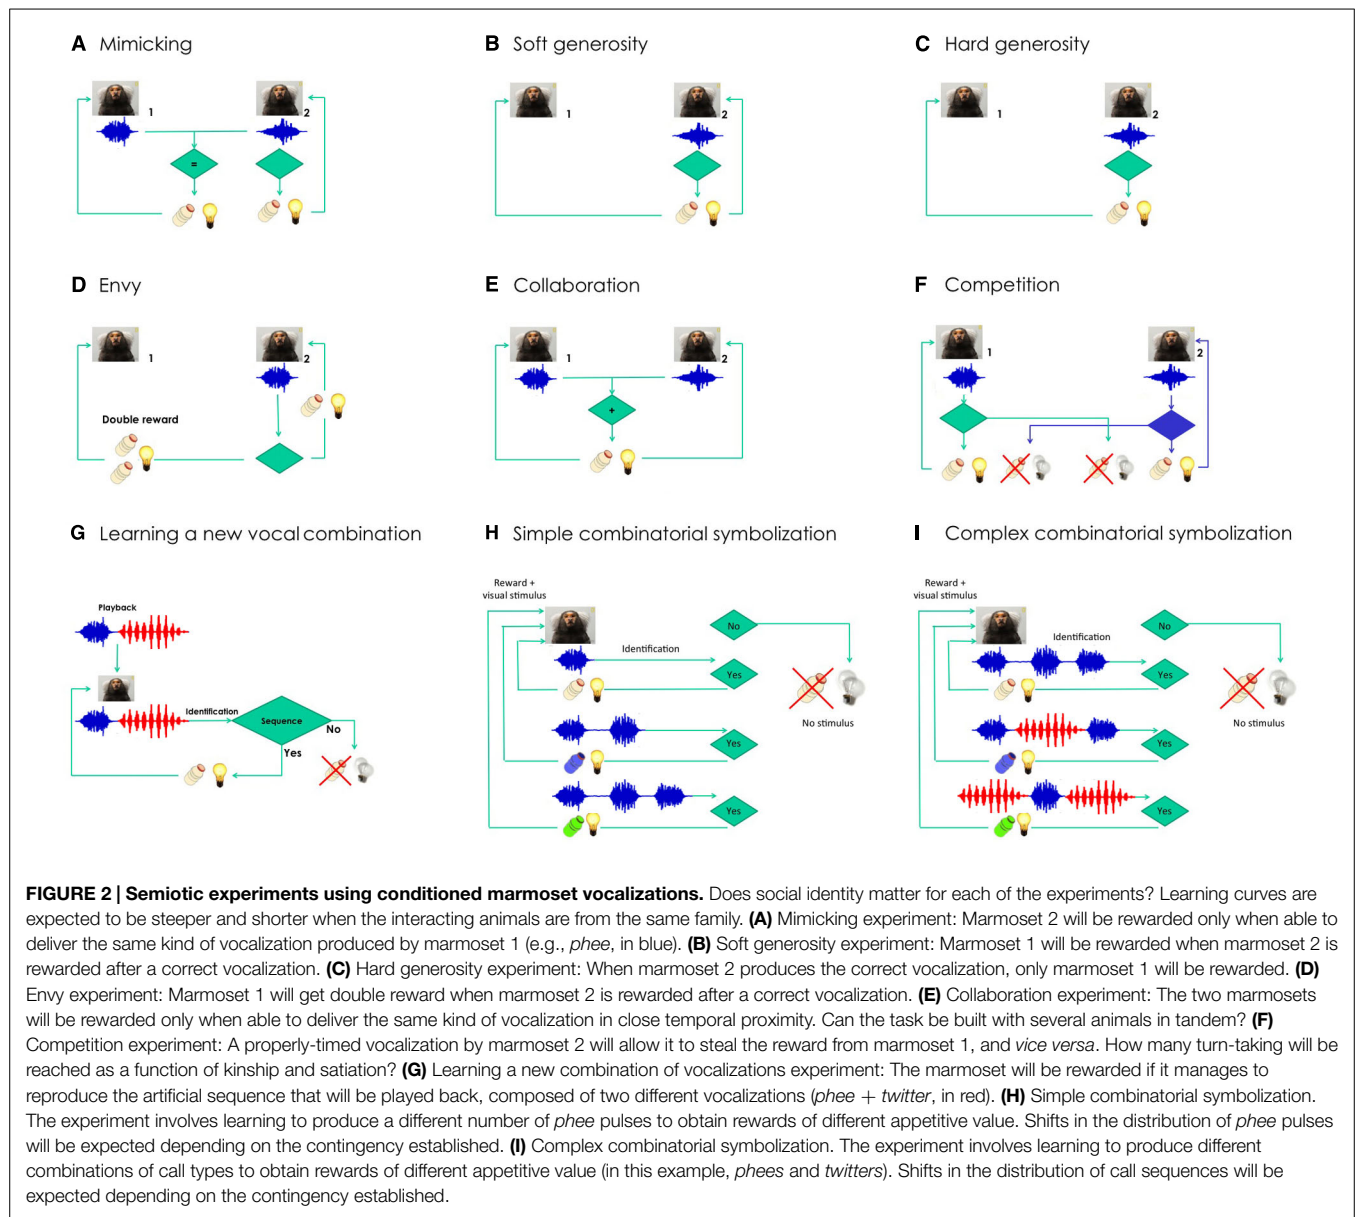 A Mimicking
B Soft generosity
C Hard generosity
1
2
1
2
1
2
=
D Envy
E Collaboration
F Competition
1
2
1
2
1
2
Double reward
+
G Learning a new vocal combination
H Simple combinatorial symbolization
I Complex combinatorial symbolization
Playback
Identification
Sequence
No
Yes
Reward +
visual stimulus
Identification
No
Yes
No stimulus
Yes
Yes
Reward +
visual stimulus
Identification
No
Yes
No stimulus
Yes
Yes
FIGURE 2 | Semiotic experiments using conditioned marmoset vocalizations. Does social identity matter for each of the experiments? Learning curves are
expected to be steeper and shorter when the interacting animals are from the same family. (A) Mimicking experiment: Marmoset 2 will be rewarded only when able to
deliver the same kind of vocalization produced by marmoset 1 (e.g., phee, in blue). (B) Soft generosity experiment: Marmoset 1 will be rewarded when marmoset 2 is
rewarded after a correct vocalization. (C) Hard generosity experiment: When marmoset 2 produces the correct vocalization, only marmoset 1 will be rewarded. (D)
Envy experiment: Marmoset 1 will get double reward when marmoset 2 is rewarded after a correct vocalization. (E) Collaboration experiment: The two marmosets
will be rewarded only when able to deliver the same kind of vocalization in close temporal proximity. Can the task be built with several animals in tandem? (F)
Competition experiment: A properly-timed vocalization by marmoset 2 will allow it to steal the reward from marmoset 1, and vice versa. How many turn-taking will be
reached as a function of kinship and satiation? (G) Learning a new combination of vocalizations experiment: The marmoset will be rewarded if it manages to
reproduce the artificial sequence that will be played back, composed of two different vocalizations (phee + twitter, in red). (H) Simple combinatorial symbolization.
The experiment involves learning to produce a different number of phee pulses to obtain rewards of different appetitive value. Shifts in the distribution of phee pulses
will be expected depending on the contingency established. (I) Complex combinatorial symbolization. The experiment involves learning to produce different
combinations of call types to obtain rewards of different appetitive value (in this example, phees and twitters). Shifts in the distribution of call sequences will be
expected depending on the contingency established.